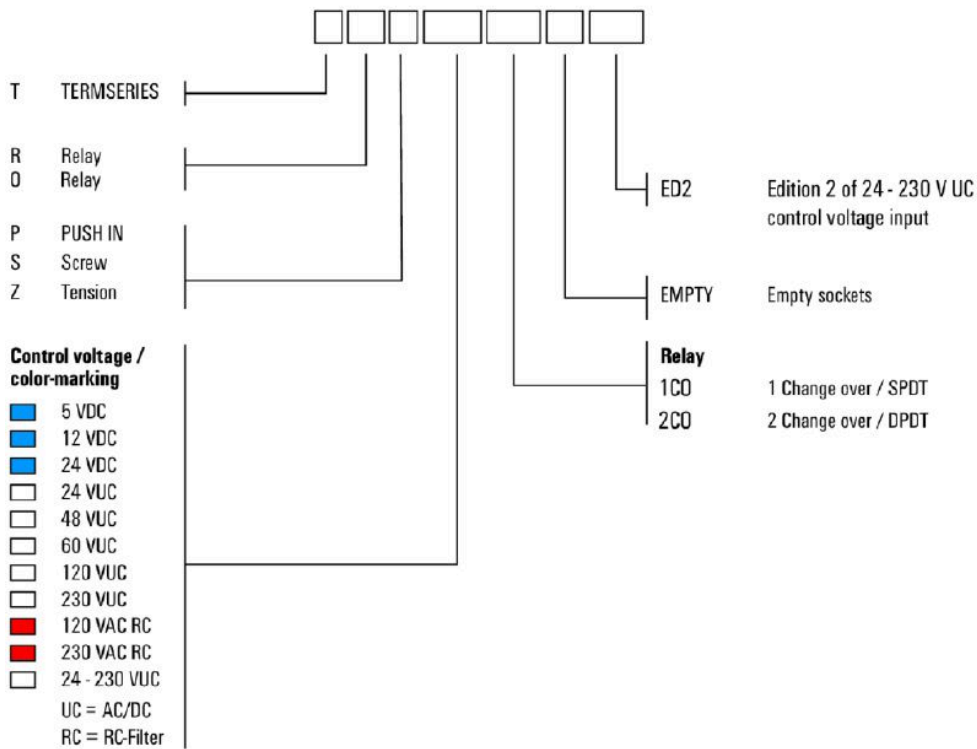 T TERMSERIES
R Relay
O Relay
P PUSH IN
S Screw
Z Tension
Control voltage /
color-marking
5 VDC
12 VDC
24 VDC
24 VUC
48 VUC
60 VUC
120 VUC
230 VUC
120 VAC RC
230 VAC RC
24 - 230 VUC
UC = AC/DC
RC = RC-Filter
ED2 Edition 2 of 24 - 230 V UC
control voltage input
EMPTY Empty sockets
Relay
1CO 1 Change over / SPDT
2CO 2 Change over / DPDT